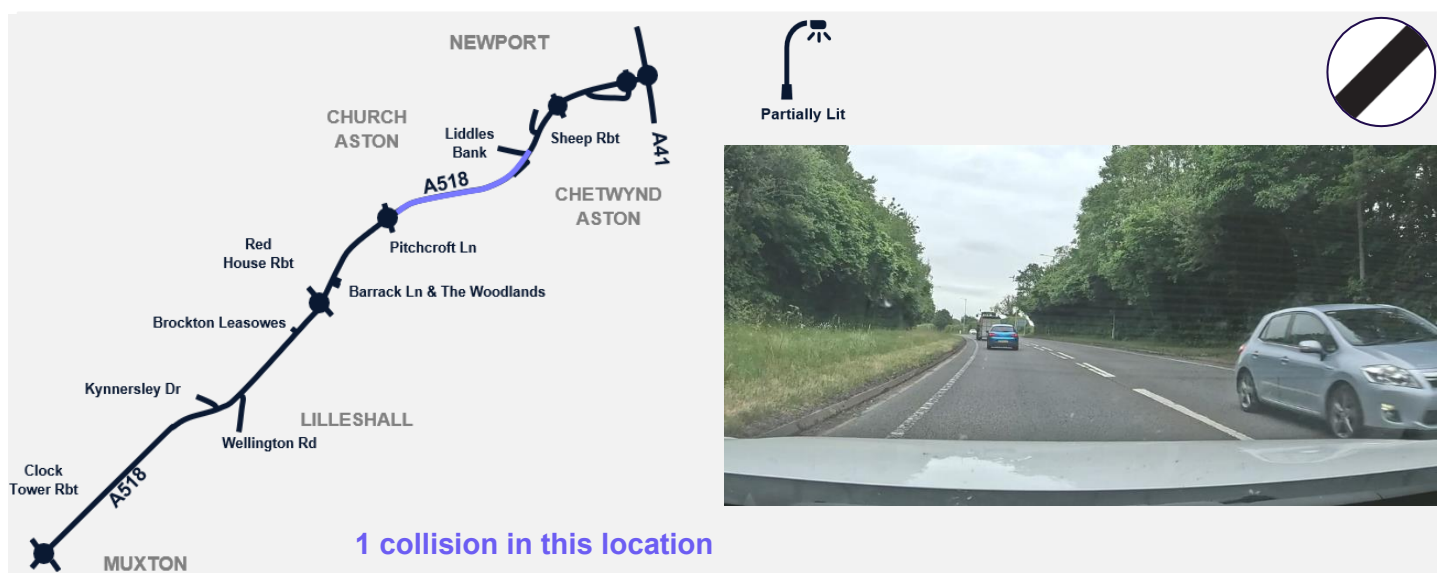 NEWPORT
CHURCH
ASTON
Liddles
Bank
Sheep Rbt
A41
A518
CHETWYND
ASTON
Pitchcroft Ln
Red
House Rbt
Barrack Ln & The Woodlands
Brockton Leasowes
Kynnersley Dr
LILLESHALL
Wellington Rd
Clock
Tower Rbt
A518
MUXTON
1 collision in this location
Partially Lit